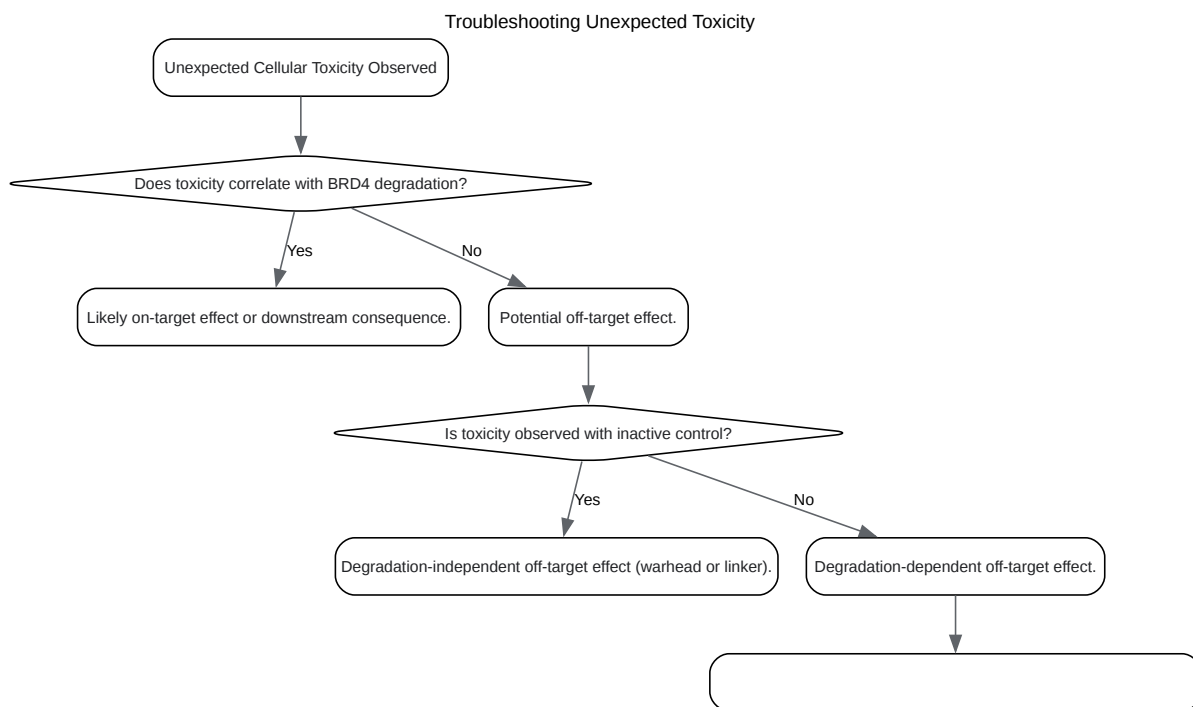 Troubleshooting Unexpected Toxicity
Unexpected Cellular Toxicity Observed
Does toxicity correlate with BRD4 degradation?
Yes
No
Likely on-target effect or downstream consequence.
Potential off-target effect.
Is toxicity observed with inactive control?
Yes
No
Degradation-independent off-target effect (warhead or linker).
Degradation-dependent off-target effect.